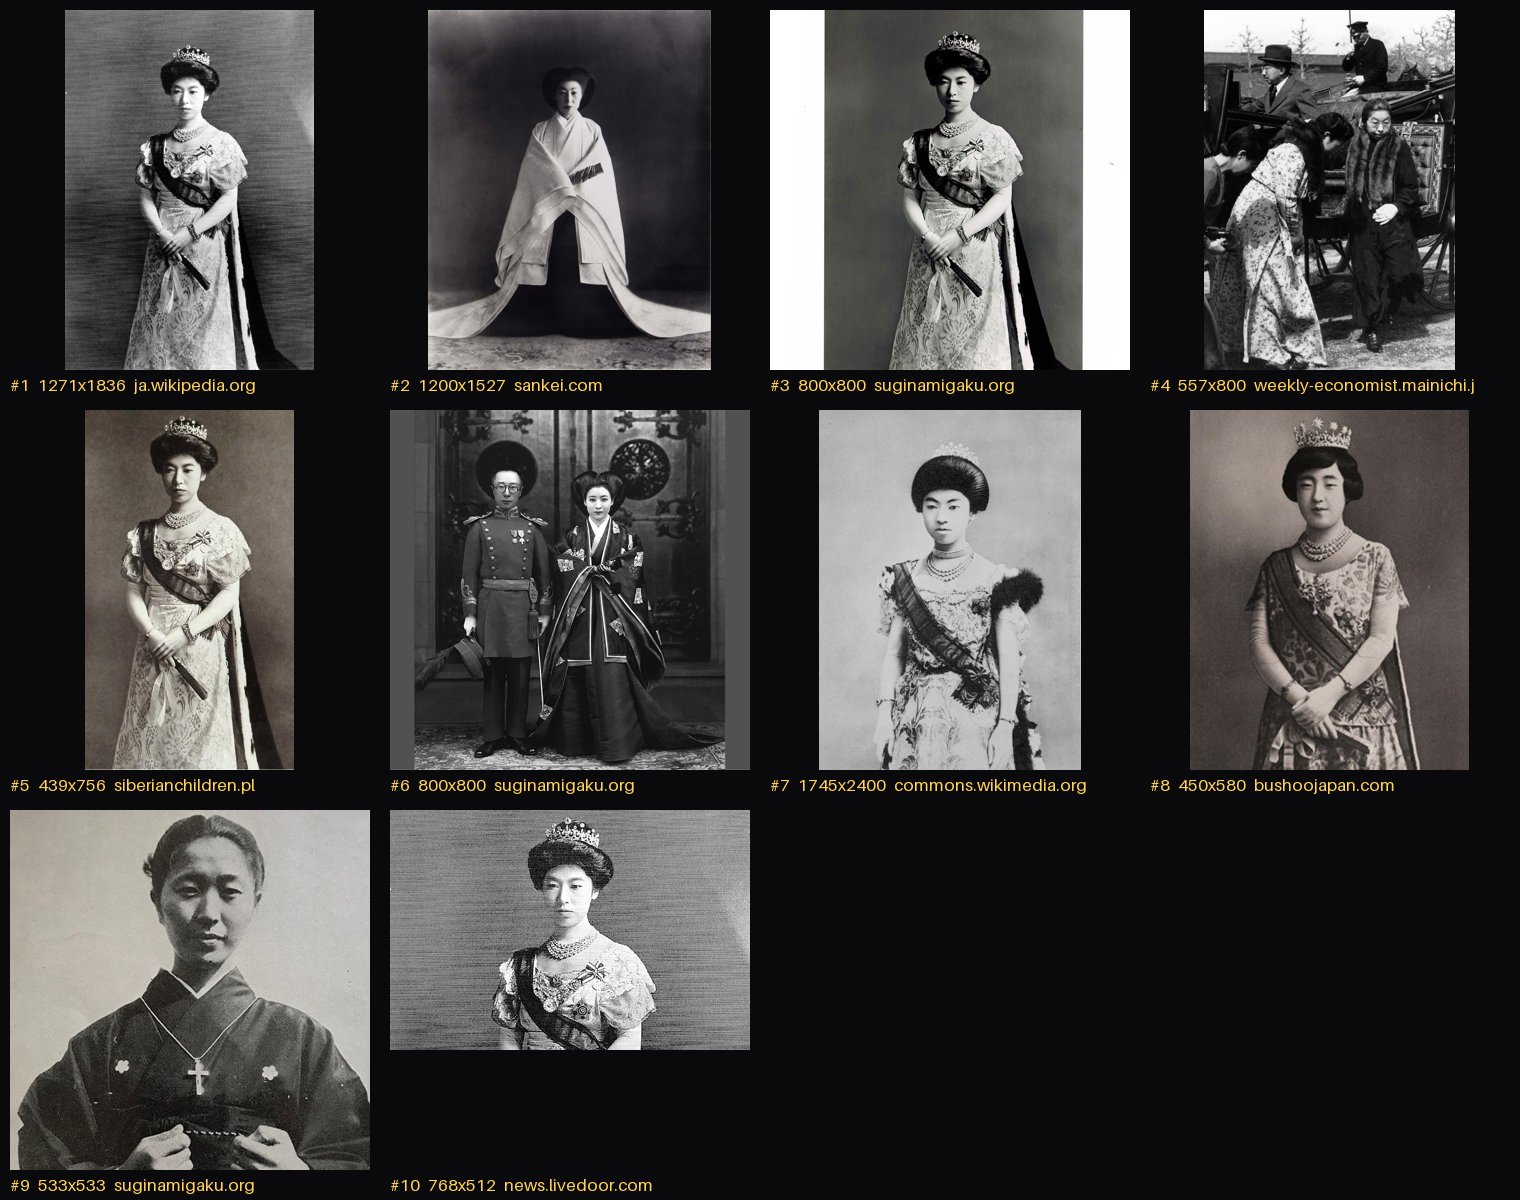 #1 1271x1836 ja.wikipedia.org
#2 1200x1527 sankei.com
#3 800x800 suginamigaku.org
#4 557x800 weekly-economist.mainichi.j
#5 439x756 siberianchildren.pl
#6 800x800 suginamigaku.org
#7 1745x2400 commons.wikimedia.org
#8 450x580 bushoojapan.com
#9 533x533 suginamigaku.org
#10 768x512 news.livedoor.com